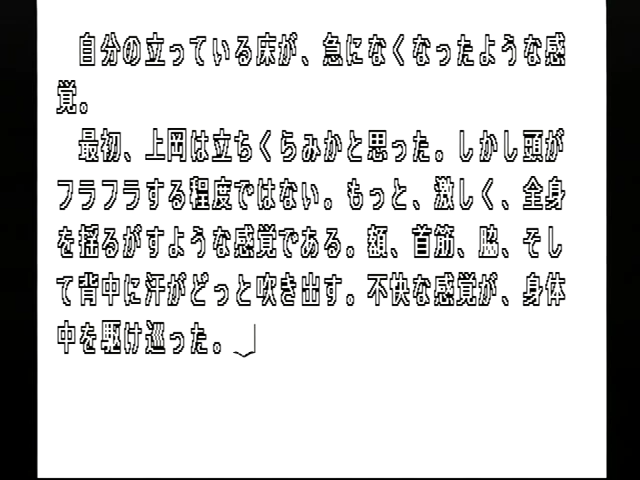 自分の立っている床が、急になくなったような感
覚。
　最初、上岡は立ちくらみかと思った。しかし頭が
フラフラする程度ではない。もっと、激しく、全身
を揺るがすような感覚である。額、首筋、脇、そし
て背中に汗がどっと吹き出す。不快な感覚が、身体
中を駆け巡った。